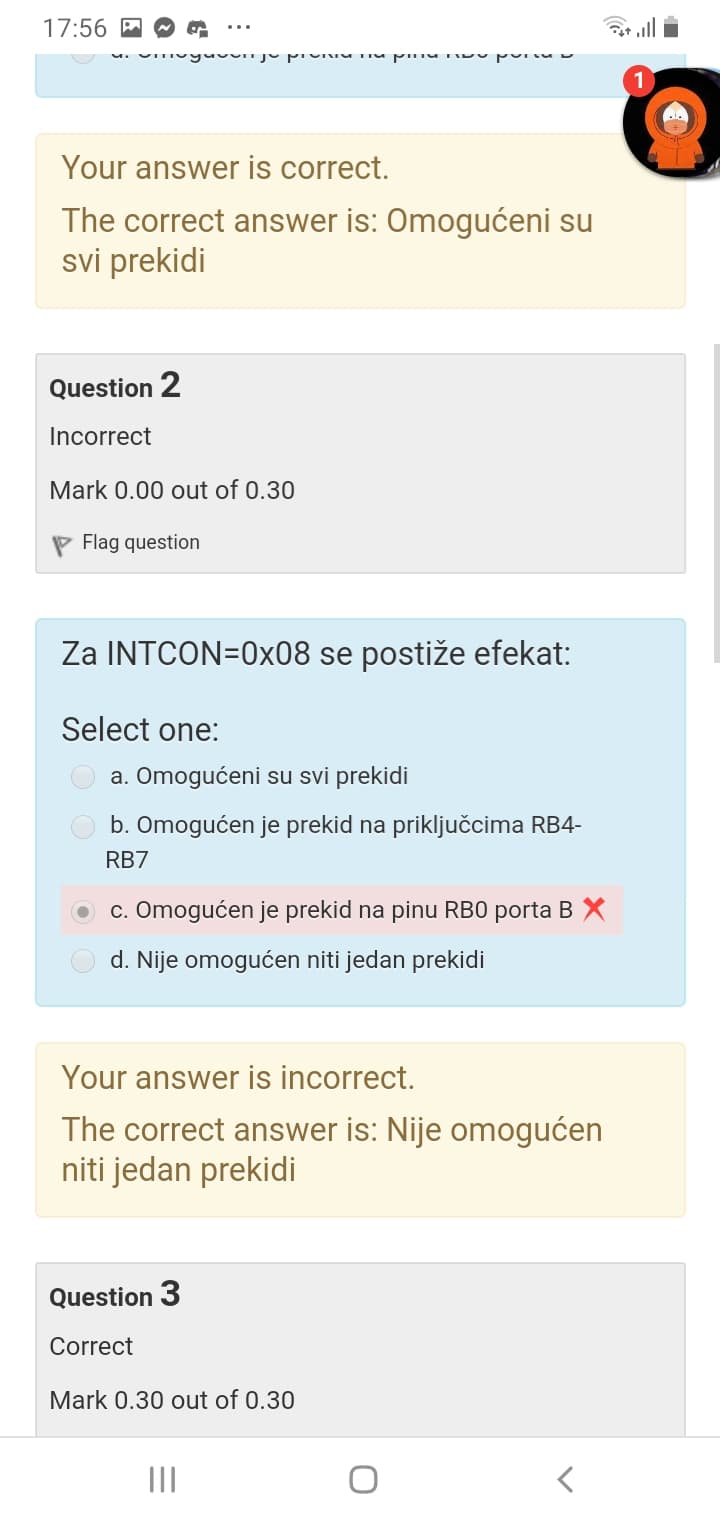 17:56
1
Your answer is correct.
The correct answer is: Omogućeni su
svi prekidi
Question 2
Incorrect
Mark 0.00 out of 0.30
Flag question
Za INTCON=0x08 se postiže efekat:
Select one:
a. Omogućeni su svi prekidi
b. Omogućen je prekid na priključcima RB4-
RB7
c. Omogućen je prekid na pinu RB0 porta B
d. Nije omogućen niti jedan prekidi
Your answer is incorrect.
The correct answer is: Nije omogućen
niti jedan prekidi
Question 3
Correct
Mark 0.30 out of 0.30